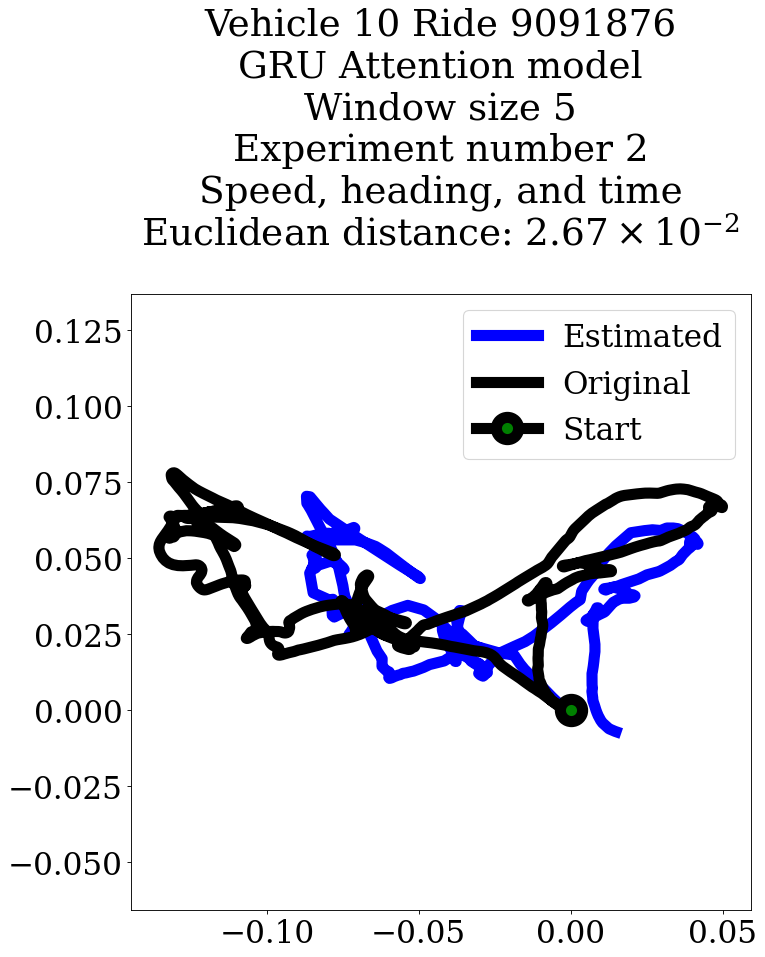 Vehicle 10 Ride 9091876
GRU Attention model
Window size 5
Experiment number 2
Speed, heading, and time
Euclidean distance: 2.67 × 10⁻²
Estimated
Original
Start
0.125
0.100
0.075
0.050
0.025
0.000
−0.025
−0.050
−0.10 −0.05 0.00 0.05